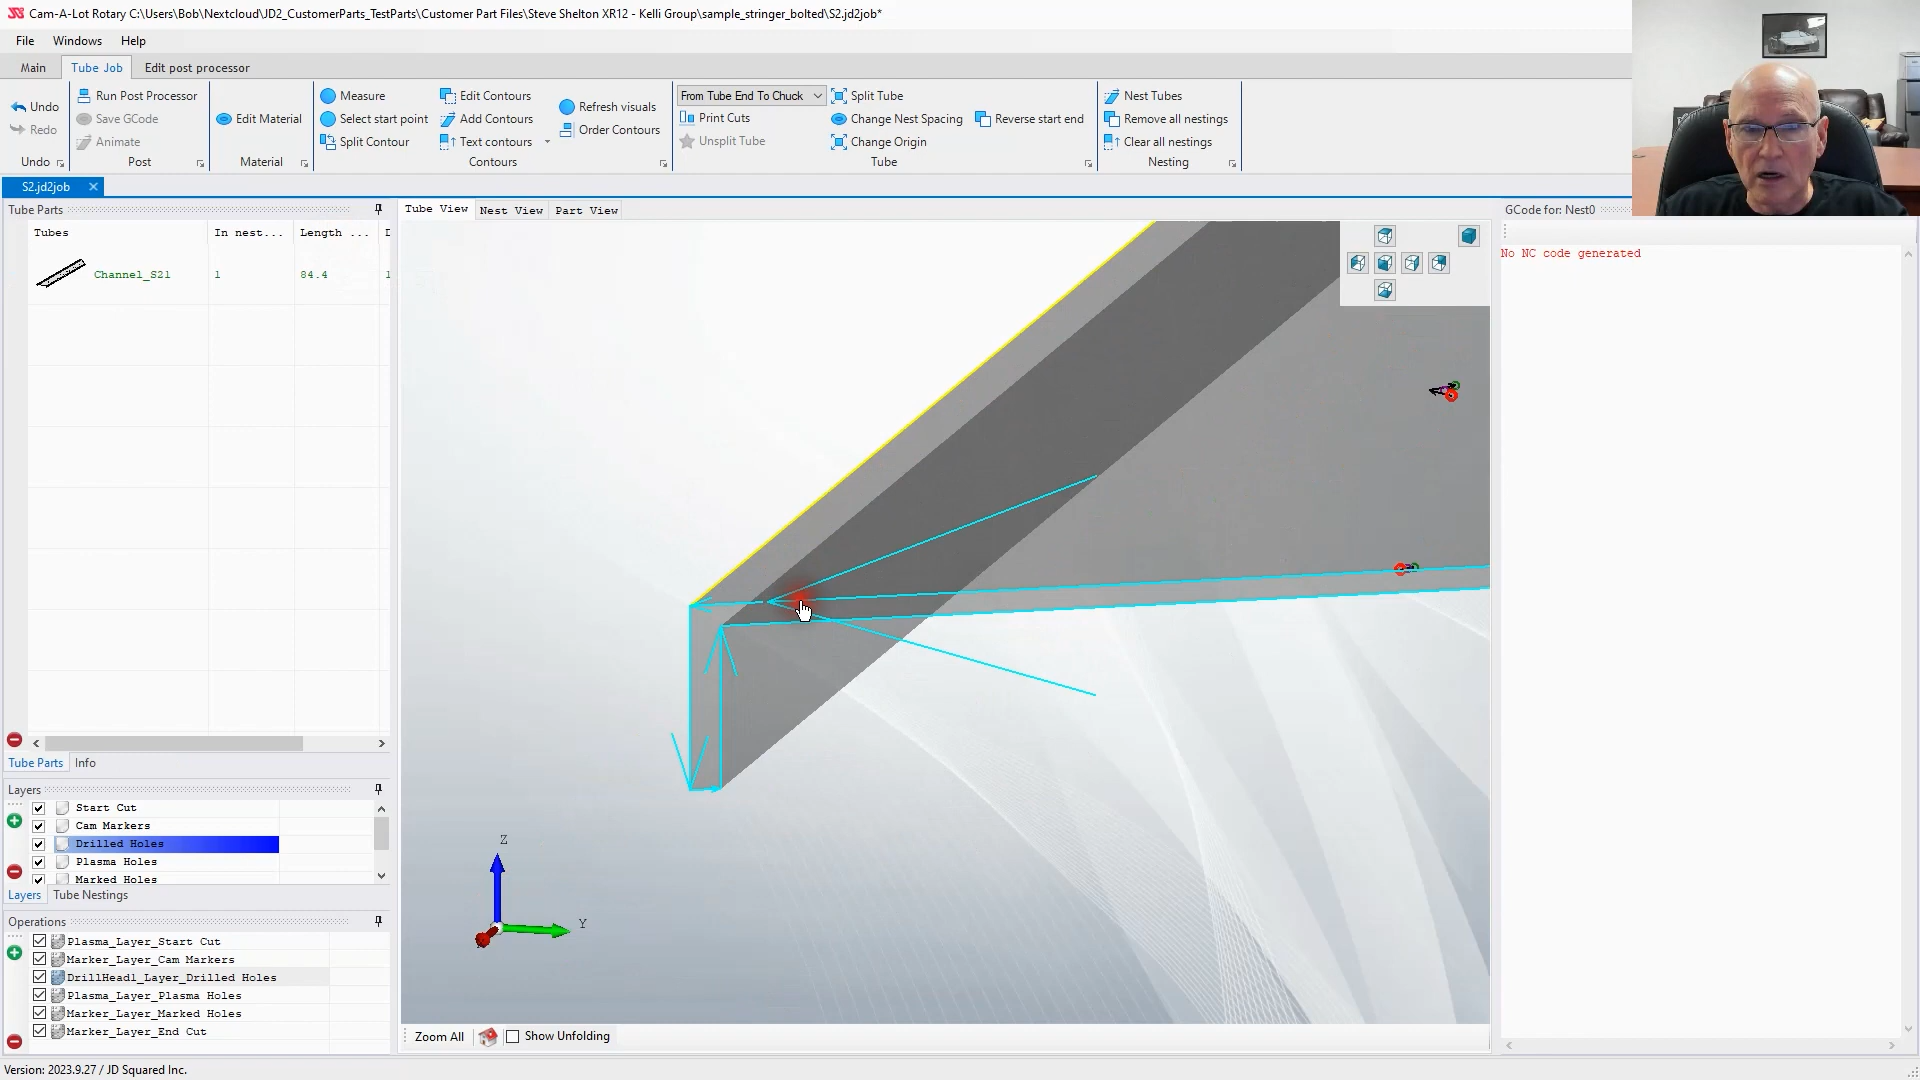 Cam-A-Lot Rotary C:\Users\Bob\Nextcloud\JD2_CustomerParts_TestParts\Customer Part Files\Steve Shelton XR12 - Kelli Group\sample_stringer_bolted\S2.jd2job*
File Windows Help
Main Tube Job Edit post processor
Undo
Redo
Undo
Run Post Processor
Save GCode
Animate
Post
Edit Material
Material
Measure
Select start point
Split Contour
Edit Contours
Add Contours
Text contours
Refresh visuals
Order Contours
Contours
From Tube End To Chuck
Print Cuts
Unsplit Tube
Split Tube
Change Nest Spacing
Change Origin
Reverse start end
Tube
Nest Tubes
Remove all nestings
Clear all nestings
Nesting
S2.jd2job
Tube Parts
Tubes In nest... Length ... D
Channel_S21 1 84.4 1
Tube Parts Info
Layers
Start Cut
Cam Markers
Drilled Holes
Plasma Holes
Marked Holes
Layers Tube Nestings
Operations
Plasma_Layer_Start Cut
Marker_Layer_Cam Markers
DrillHead1_Layer_Drilled Holes
Plasma_Layer_Plasma Holes
Marker_Layer_Marked Holes
Marker_Layer_End Cut
Tube View Nest View Part View
Z
Y
Zoom All Show Unfolding
GCode for: Nest0
No NC code generated
Version: 2023.9.27 / JD Squared Inc.